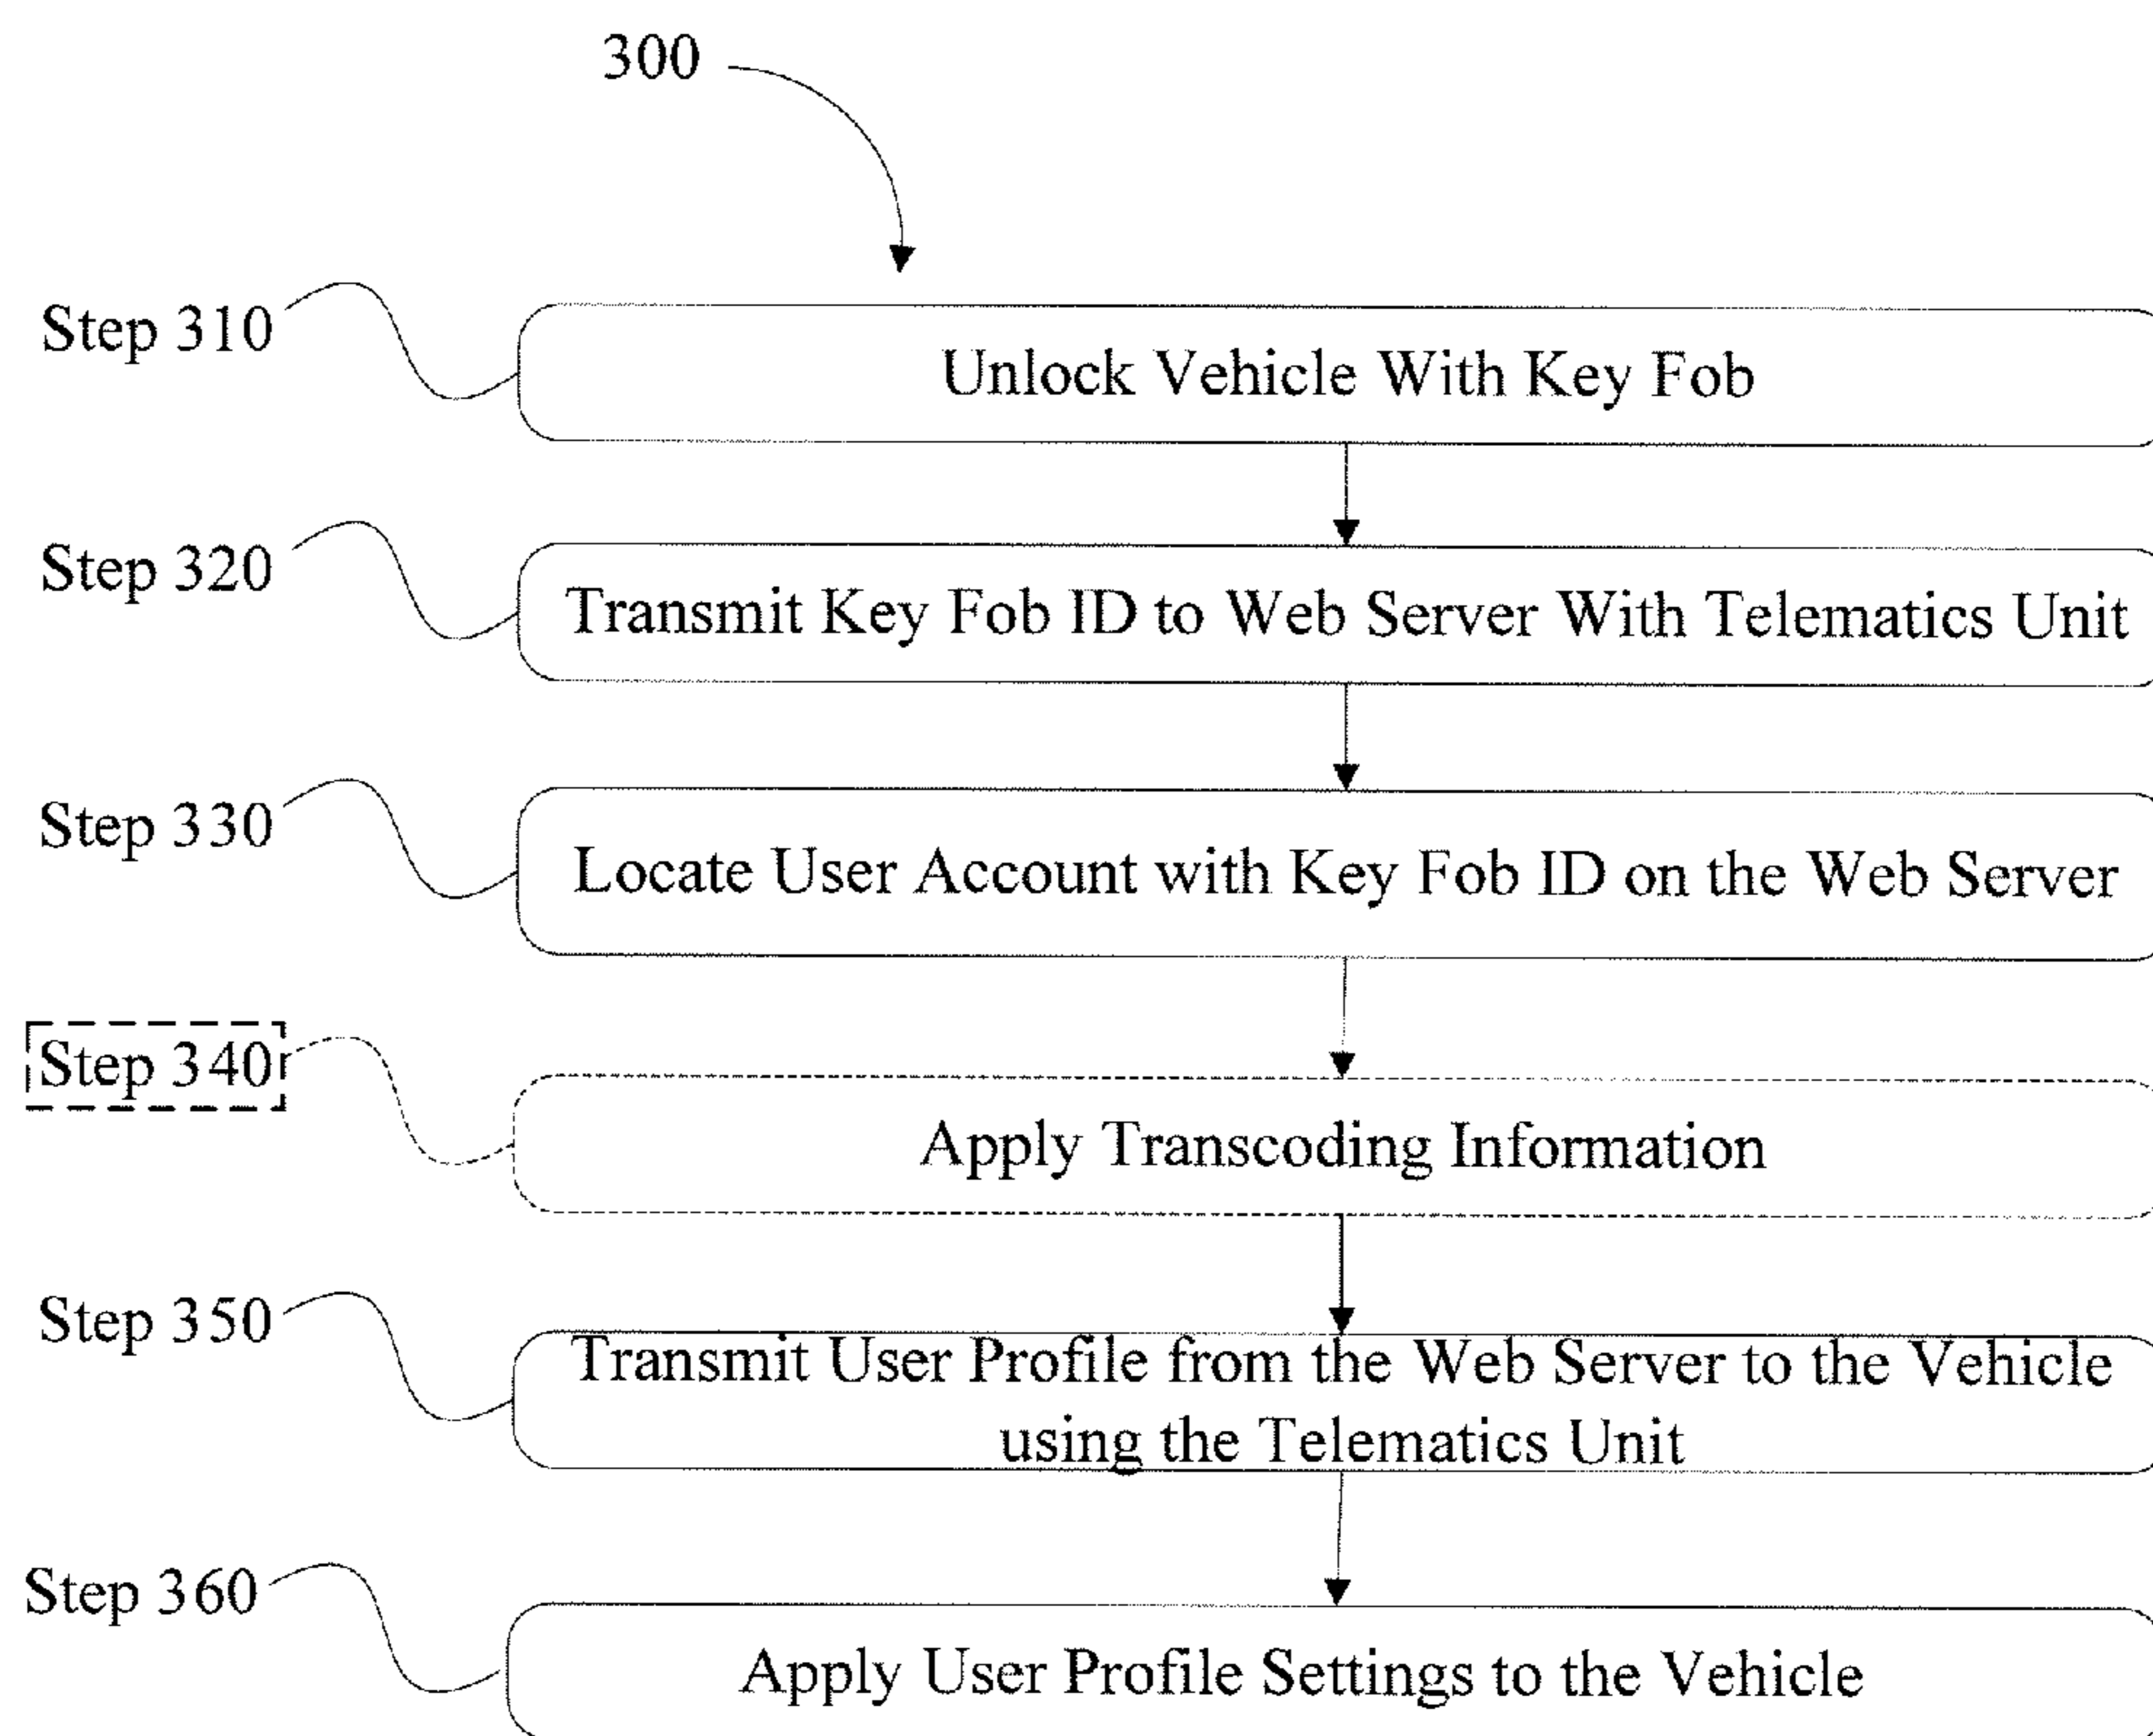 300
Step 310
Unlock Vehicle With Key Fob
Step 320
Transmit Key Fob ID to Web Server With Telematics Unit
Step 330
Locate User Account with Key Fob ID on the Web Server
Step 340
Apply Transcoding Information
Step 350
Transmit User Profile from the Web Server to the Vehicle
using the Telematics Unit
Step 360
Apply User Profile Settings to the Vehicle